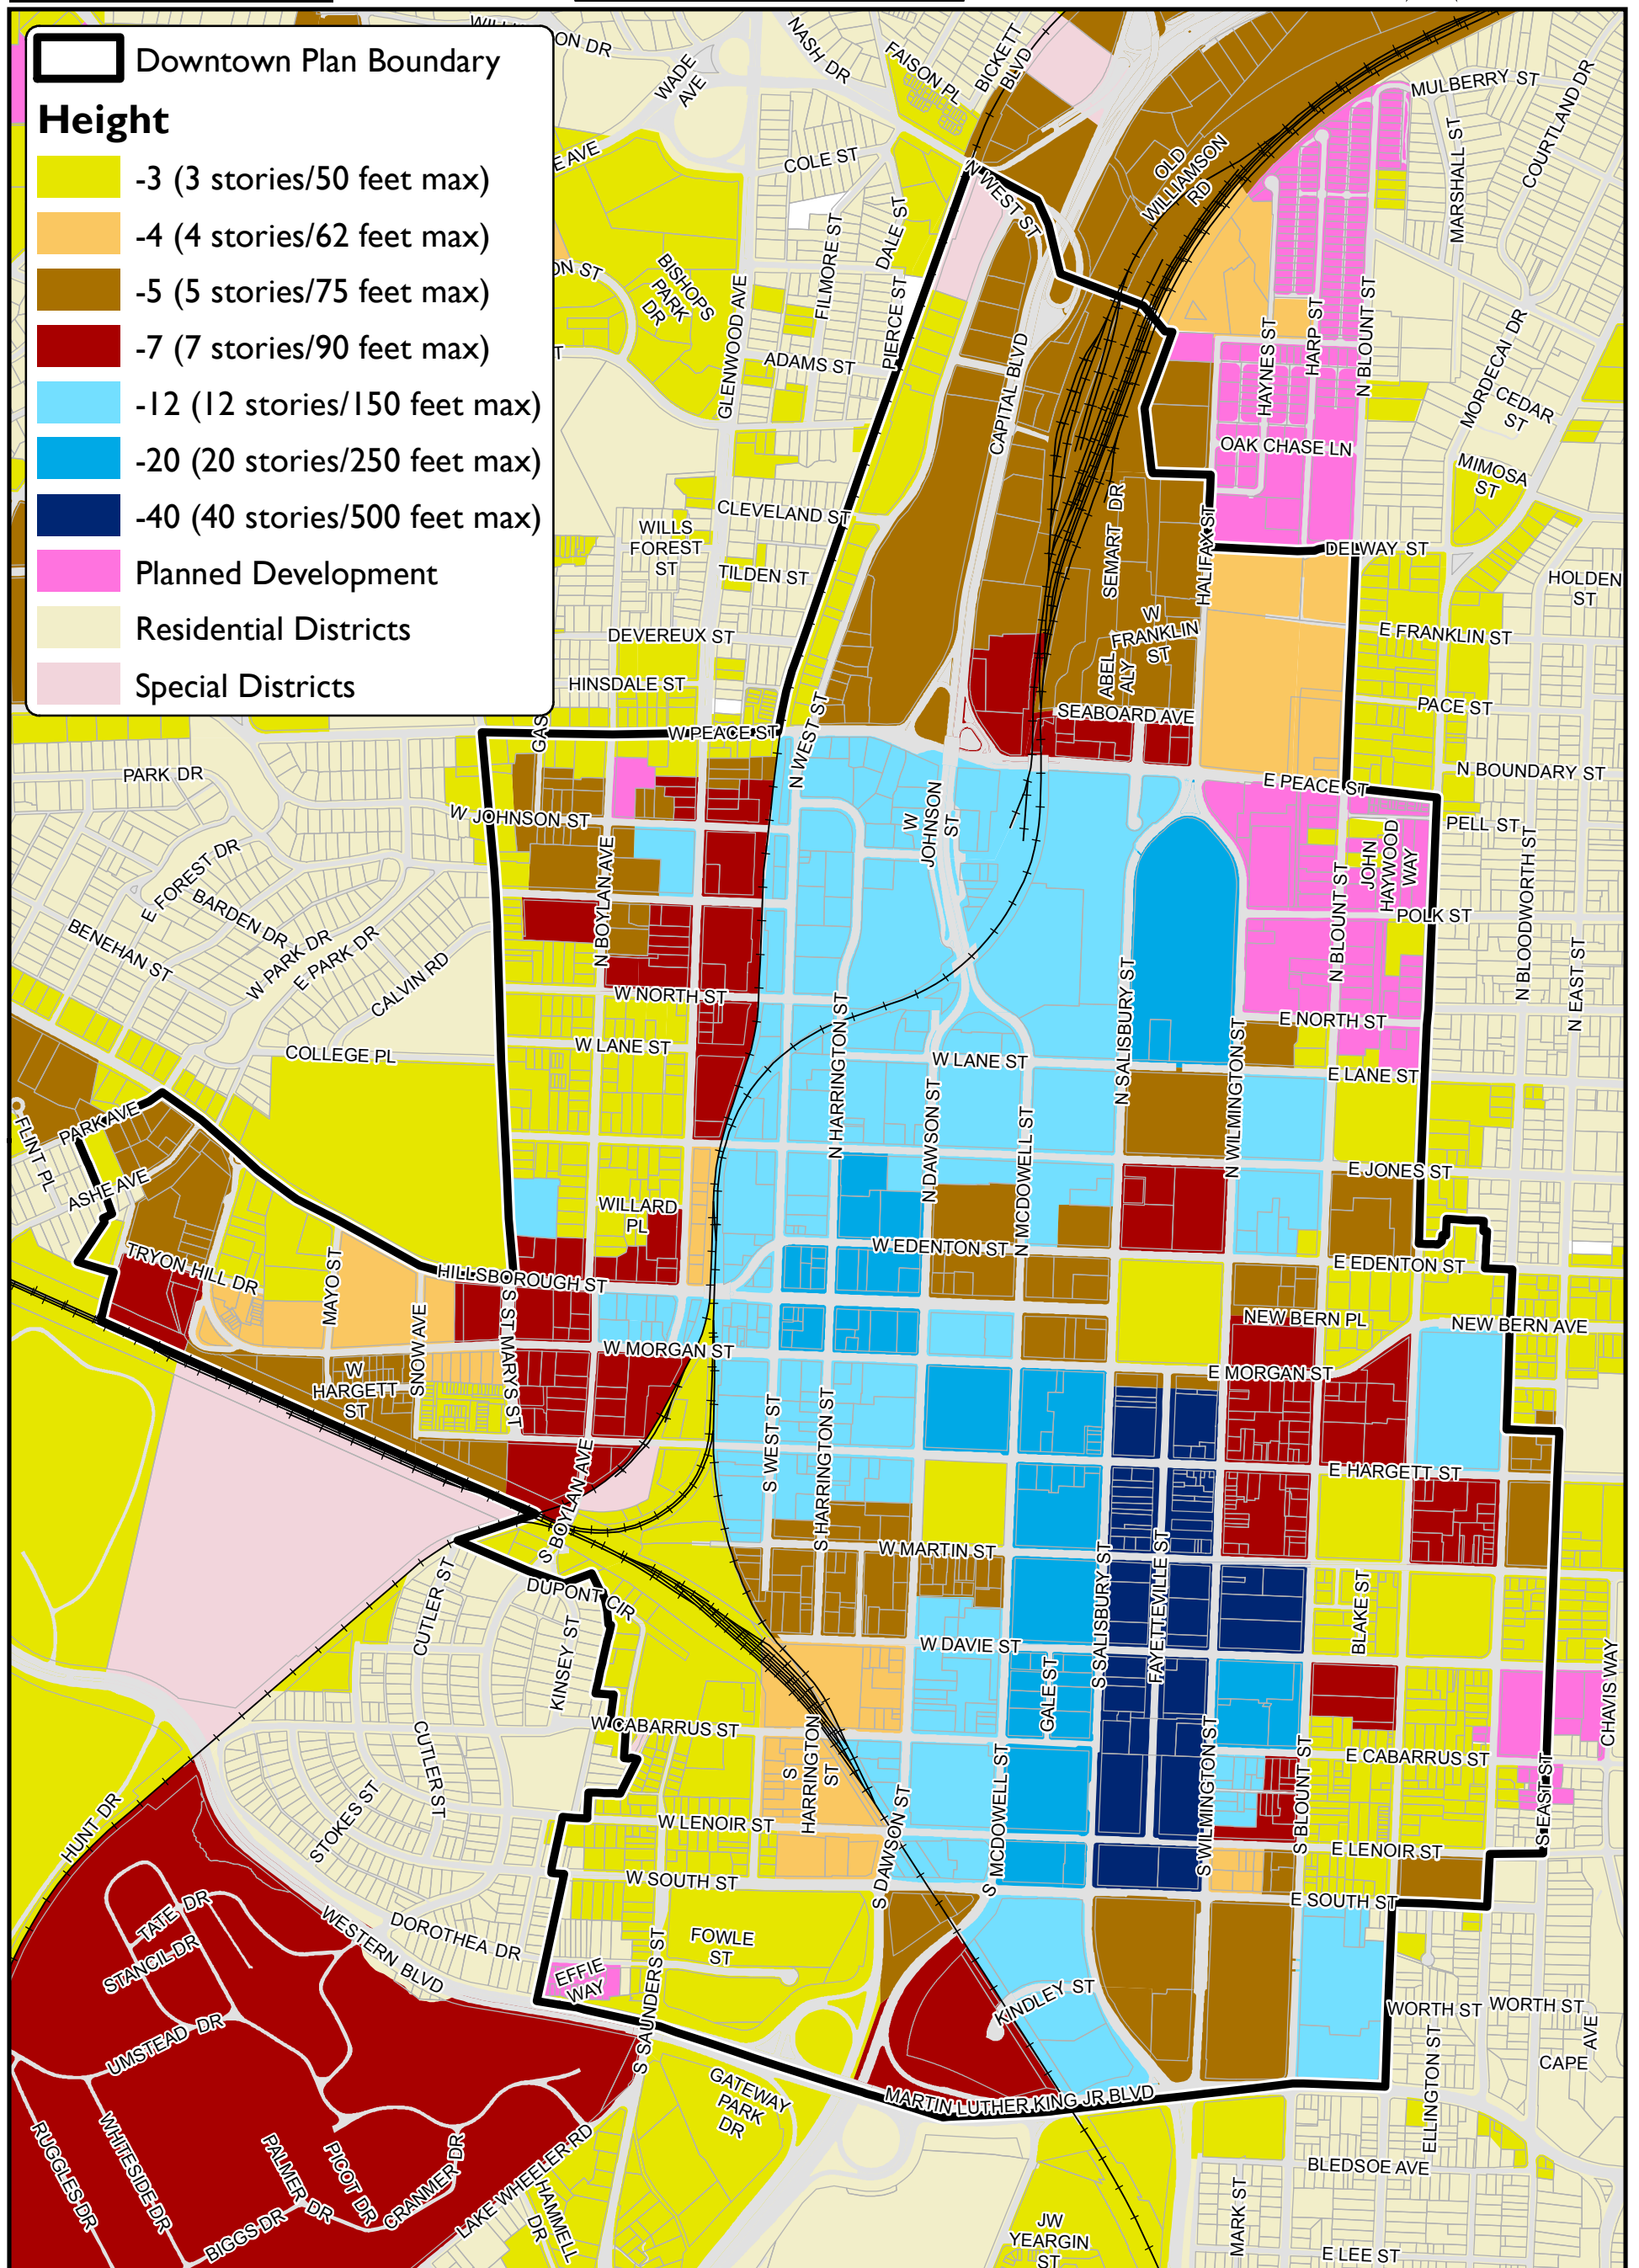 Downtown Plan Boundary
Height
-3 (3 stories/50 feet max)
-4 (4 stories/62 feet max)
-5 (5 stories/75 feet max)
-7 (7 stories/90 feet max)
-12 (12 stories/150 feet max)
-20 (20 stories/250 feet max)
-40 (40 stories/500 feet max)
Planned Development
Residential Districts
Special Districts
ON DR
WADE
AVE
NASH DR
FAISON PL
BICKETT
BLVD
MULBERRY ST
COURTLAND DR
MARSHALL ST
E AVE
COLE ST
N WEST ST
OLD
WILLIAMSON
RD
ON ST
BISHOPS
PARK
DR
GLENWOOD AVE
FILMORE ST
DALE ST
PIERCE ST
ADAMS ST
CAPITAL BLVD
HAYNES ST
HARP ST
N BLOUNT ST
MORDECAI DR
CEDAR
ST
OAK CHASE LN
MIMOSA
ST
CLEVELAND ST
WILLS
FOREST
ST
TILDEN ST
SEMART DR
HALIFAX ST
DELWAY ST
HOLDEN
ST
DEVEREUX ST
W
FRANKLIN
ST
E FRANKLIN ST
HINSDALE ST
ABEL
ALY
PACE ST
GAS
W PEACE ST
N WEST ST
SEABOARD AVE
PARK DR
E PEACE ST
N BOUNDARY ST
W JOHNSON ST
W
JOHNSON
ST
PELL ST
E FOREST DR
BARDEN DR
N BOYLAN AVE
JOHN
HAYWOOD
WAY
N BLOODWORTH ST
BENEHAN ST
W PARK DR
E PARK DR
CALVIN RD
N BLOUNT ST
POLK ST
N EAST ST
W NORTH ST
N HARRINGTON ST
N SALISBURY ST
N WILMINGTON ST
E NORTH ST
COLLEGE PL
W LANE ST
W LANE ST
E LANE ST
PARK AVE
FLINT PL
ASHE AVE
N DAWSON ST
N MCDOWELL ST
E JONES ST
WILLARD
PL
W EDENTON ST
E EDENTON ST
TRYON HILL DR
MAYO ST
HILLSBOROUGH ST
SNOW AVE
S ST MARYS ST
NEW BERN PL
NEW BERN AVE
W MORGAN ST
E MORGAN ST
W
HARGETT
ST
S WEST ST
S HARRINGTON ST
E HARGETT ST
S BOYLAN AVE
W MARTIN ST
CUTLER ST
DUPONT CIR
KINSEY ST
S SALISBURY ST
FAYETTEVILLE ST
BLAKE ST
W DAVIE ST
GALE ST
CHAVIS WAY
W CABARRUS ST
E CABARRUS ST
CUTLER ST
S
HARRINGTON
ST
S WILMINGTON ST
S BLOUNT ST
HUNT DR
STOKES ST
W LENOIR ST
S DAWSON ST
S MCDOWELL ST
E LENOIR ST
S EAST ST
W SOUTH ST
E SOUTH ST
TATE DR
STANCIL DR
WESTERN BLVD
DOROTHEA DR
FOWLE
ST
EFFIE
WAY
S SAUNDERS ST
KINDLEY ST
WORTH ST
WORTH ST
UMSTEAD DR
ELLINGTON ST
CAPE
AVE
GATEWAY
PARK
DR
MARTIN LUTHER KING JR BLVD
RUGGLES DR
WHITESIDE DR
PALMER DR
PICOT DR
CRANMER DR
BIGGS DR
LAKE WHEELER RD
HAMMELL
DR
BLEDSOE AVE
MARK ST
JW
YEARGIN
ST
E LEE ST